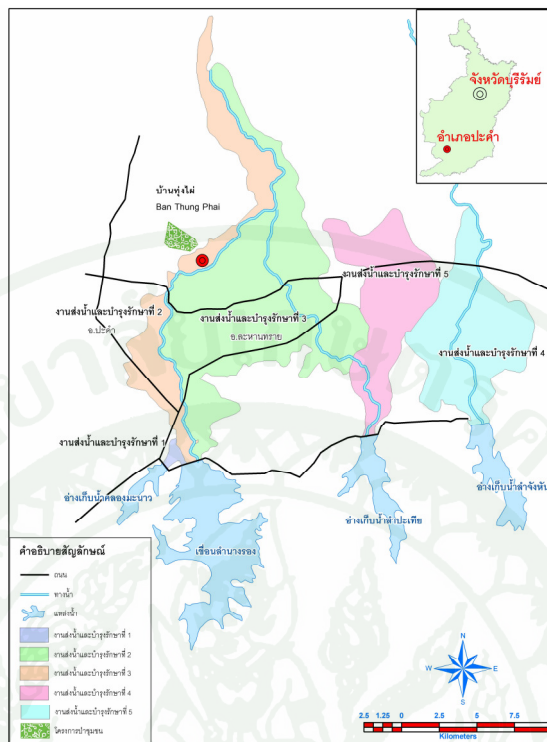 จังหวัดบุรีรัมย์
อำเภอปะคำ
บ้านทุ่งไผ่
Ban Thung Phai
งานส่งน้ำและบำรุงรักษาที่ 5
งานส่งน้ำและบำรุงรักษาที่ 2
อ.ปะคำ
งานส่งน้ำและบำรุงรักษาที่ 3
อ.ละหานทราย
งานส่งน้ำและบำรุงรักษาที่ 4
งานส่งน้ำและบำรุงรักษาที่ 1
อ่างเก็บน้ำคลองมะนาว
เขื่อนลำนางรอง
อ่างเก็บน้ำลำปะเทีย
อ่างเก็บน้ำลำจังหัน
คำอธิบายสัญลักษณ์
ถนน
ทางน้ำ
แหล่งน้ำ
งานส่งน้ำและบำรุงรักษาที่ 1
งานส่งน้ำและบำรุงรักษาที่ 2
งานส่งน้ำและบำรุงรักษาที่ 3
งานส่งน้ำและบำรุงรักษาที่ 4
งานส่งน้ำและบำรุงรักษาที่ 5
โครงการป่าชุมชน
N
W E
S
2.5 1.25 0 2.5 5 7.5
Kilometers